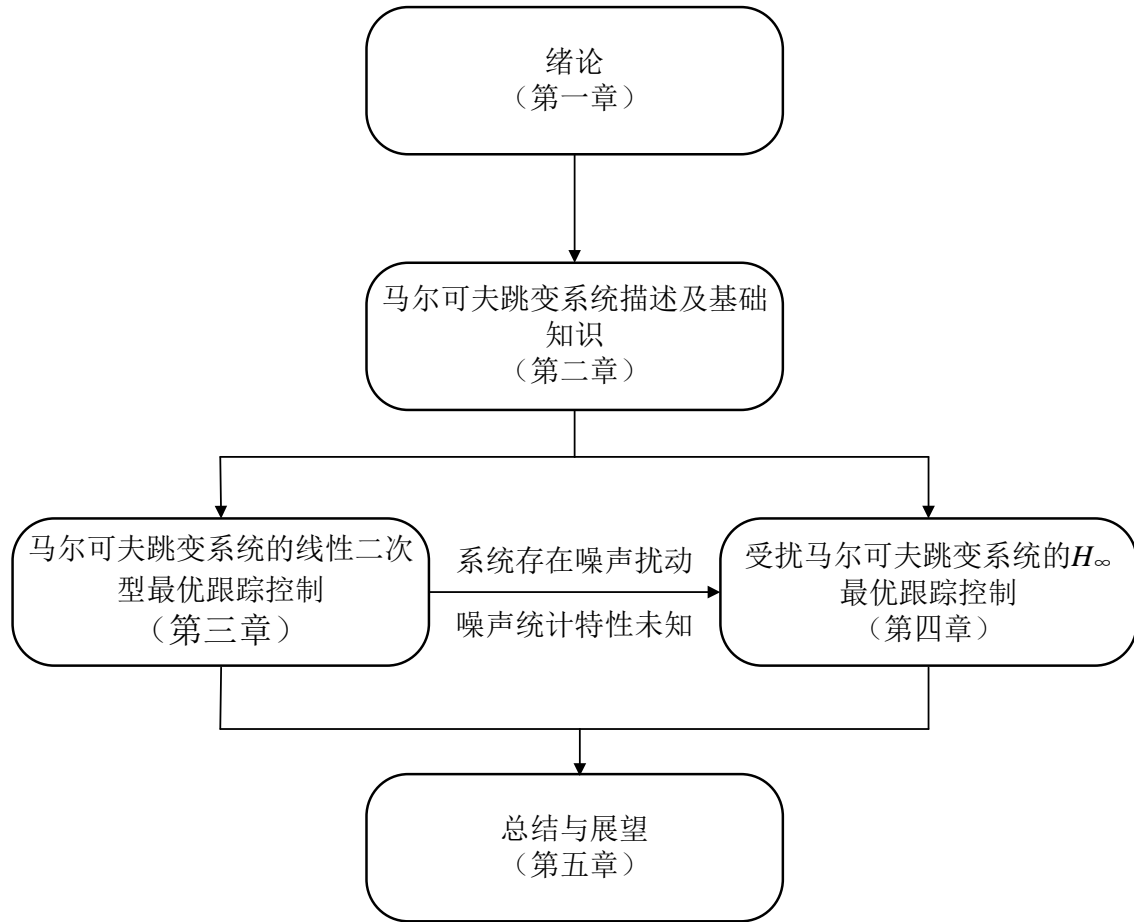 绪论
（第一章）
马尔可夫跳变系统描述及基础
知识
（第二章）
马尔可夫跳变系统的线性二次
型最优跟踪控制
（第三章）
系统存在噪声扰动
噪声统计特性未知
受扰马尔可夫跳变系统的H∞
最优跟踪控制
（第四章）
总结与展望
（第五章）